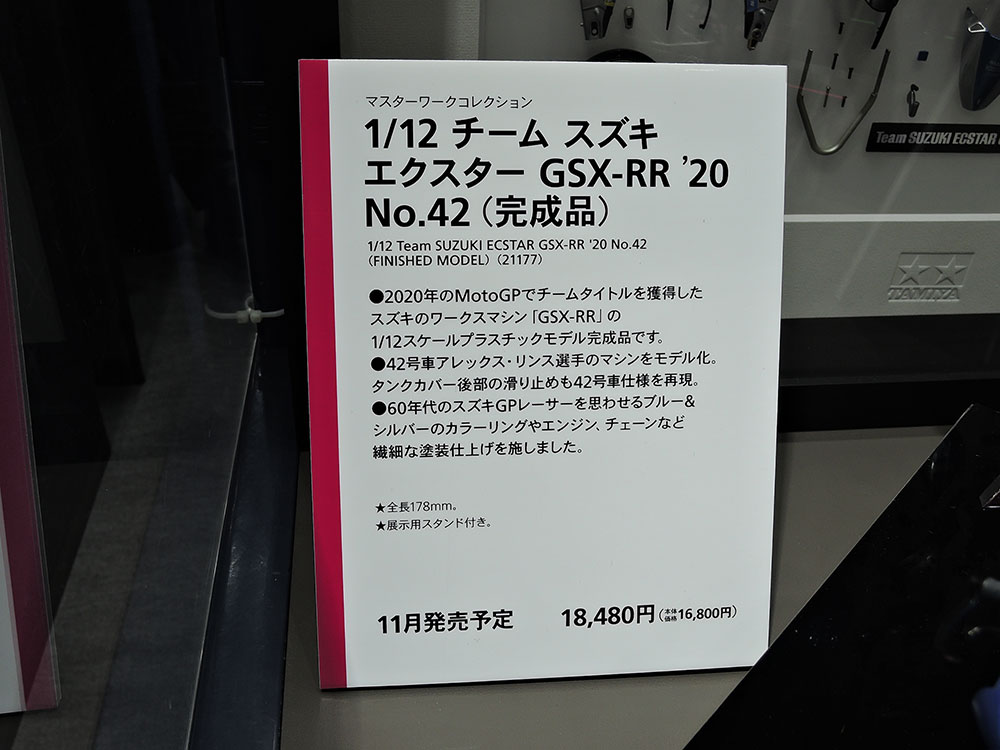 マスターワークコレクション
1/12 チーム スズキ
エクスター GSX-RR ’20
No.42（完成品）
1/12 Team SUZUKI ECSTAR GSX-RR '20 No.42
（FINISHED MODEL）（21177）
●2020年のMotoGPでチームタイトルを獲得した
スズキのワークスマシン「GSX-RR」の
1/12スケールプラスチックモデル完成品です。
●42号車アレックス・リンス選手のマシンをモデル化。
タンクカバー後部の滑り止めも42号車仕様を再現。
●60年代のスズキGPレーサーを思わせるブルー&
シルバーのカラーリングやエンジン、チェーンなど
繊細な塗装仕上げを施しました。
★全長178mm。
★展示用スタンド付き。
11月発売予定 18,480円（本体価格16,800円）
Team SUZUKI ECSTAR
TAMIYA